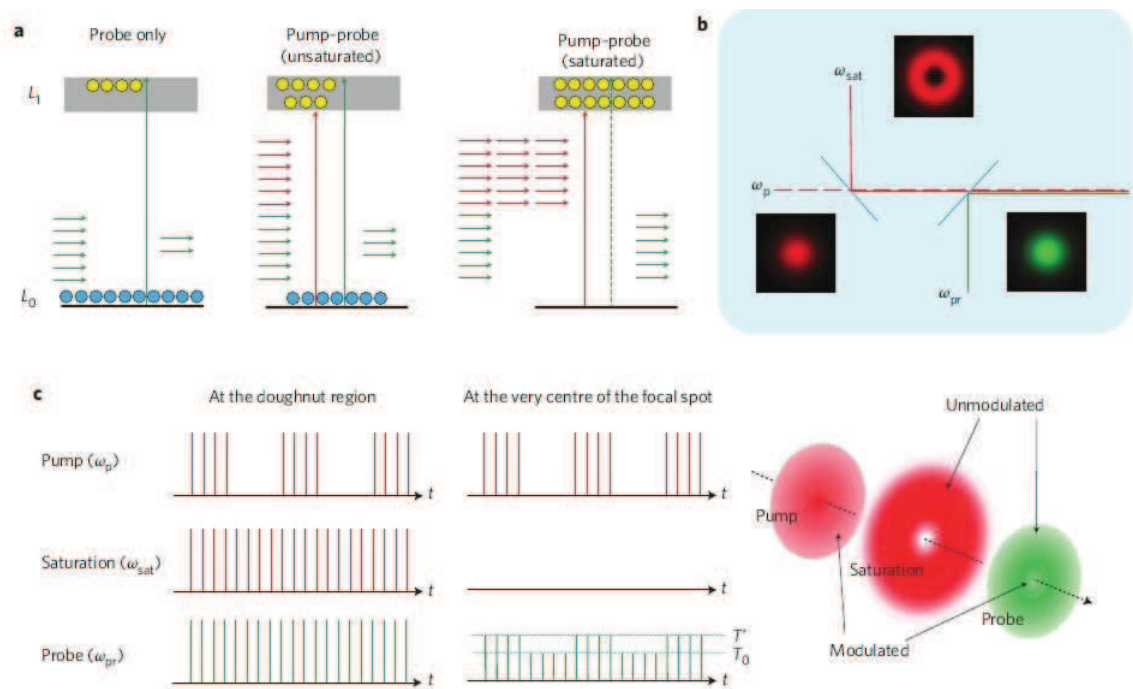 a
Probe only
Pump-probe
(unsaturated)
Pump-probe
(saturated)
L₁
L₀
b
ωsat
ωp
ωpr
c
At the doughnut region
At the very centre of the focal spot
Pump (ωp)
t
t
Saturation (ωsat)
t
t
Probe (ωpr)
t
T'
T₀
t
Unmodulated
Pump
Saturation
Probe
Modulated